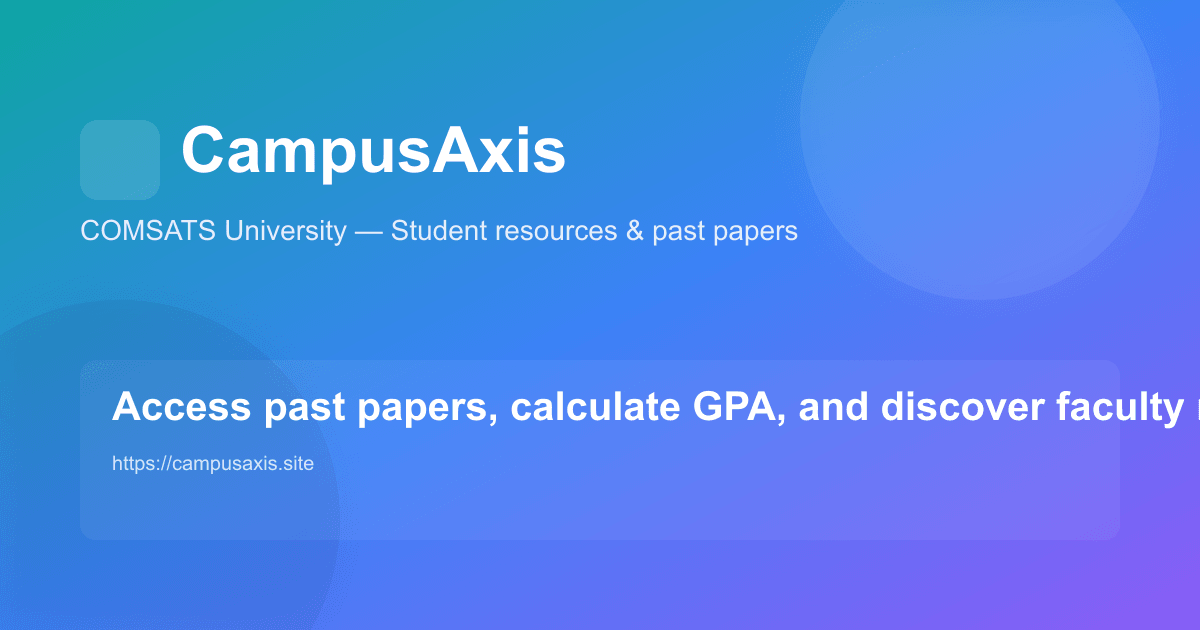 CampusAxis
COMSATS University — Student resources & past papers
Access past papers, calculate GPA, and discover faculty
https://campusaxis.site